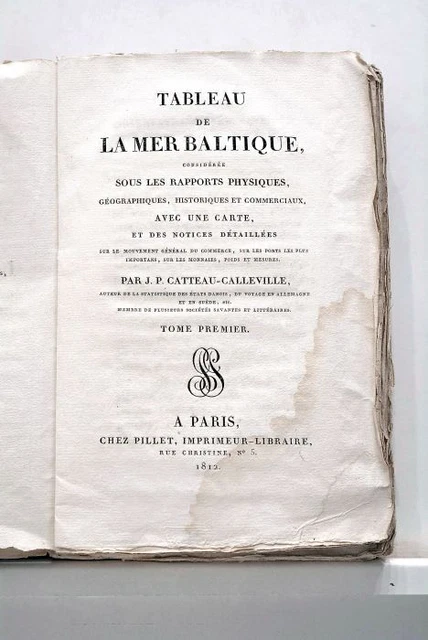 TABLEAU
DE
LA MER BALTIQUE,
CONSIDÉRÉE
SOUS LES RAPPORTS PHYSIQUES,
GÉOGRAPHIQUES, HISTORIQUES ET COMMERCIAUX,
AVEC UNE CARTE,
ET DES NOTICES DÉTAILLÉES
SUR LE MOUVEMENT GÉNÉRAL DU COMMERCE, SUR LES PORTS LES PLUS
IMPORTANS, SUR LES MONNAIES, POIDS ET MESURES.
PAR J. P. CATTEAU-CALLEVILLE,
AUTEUR DE LA STATISTIQUE DES ÉTATS DANOIS, DU VOYAGE EN ALLEMAGNE
ET EN SUÈDE, etc.
MEMBRE DE PLUSIEURS SOCIÉTÉS SAVANTES ET LITTÉRAIRES.
TOME PREMIER.
A PARIS,
CHEZ PILLET, IMPRIMEUR-LIBRAIRE,
RUE CHRISTINE, N° 5.
1812.